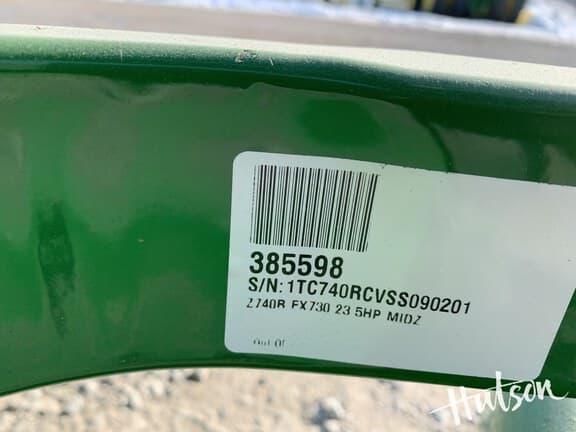 385598
S/N: 1TC740RCVSS090201
Z740R FX730 23 5HP MIDZ
Hutson